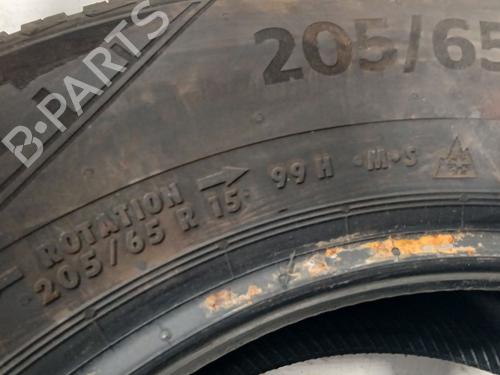 B-PARTS
205/65
ROTATION 99 H •M•S
205/65 R 15